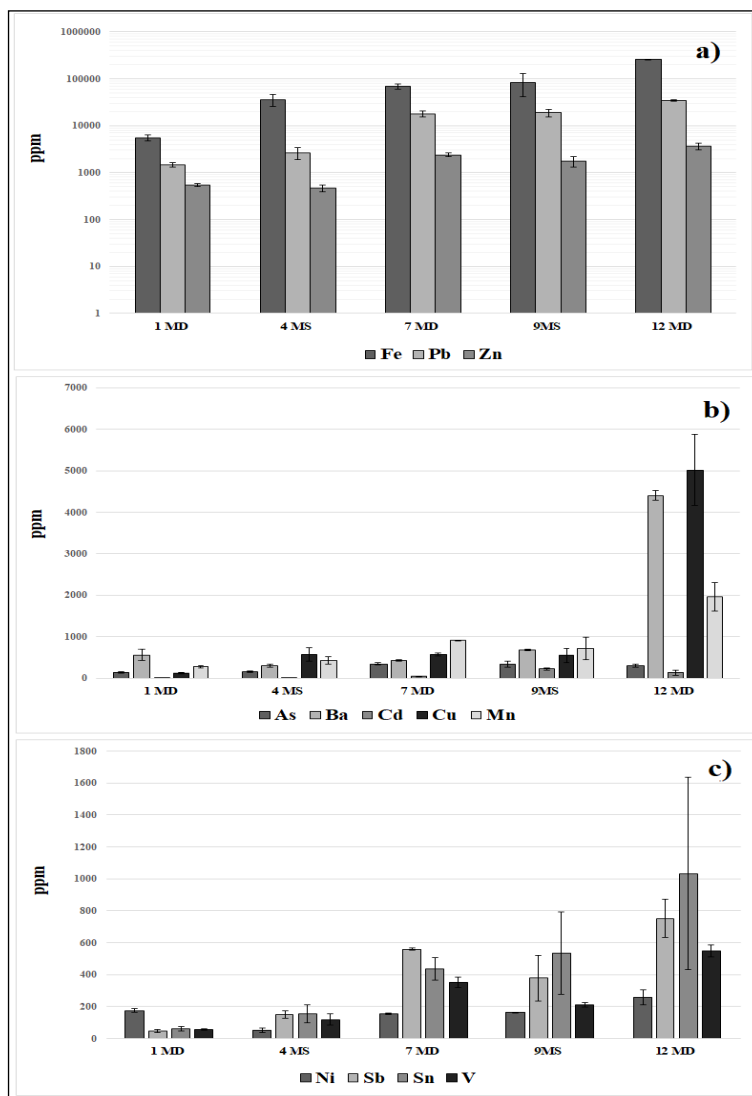 a)
1000000
100000
10000
1000
100
10
1
ppm
1 MD 4 MS 7 MD 9MS 12 MD
Fe Pb Zn
b)
7000
6000
5000
4000
3000
2000
1000
0
ppm
1 MD 4 MS 7 MD 9MS 12 MD
As Ba Cd Cu Mn
c)
1800
1600
1400
1200
1000
800
600
400
200
0
ppm
1 MD 4 MS 7 MD 9MS 12 MD
Ni Sb Sn V